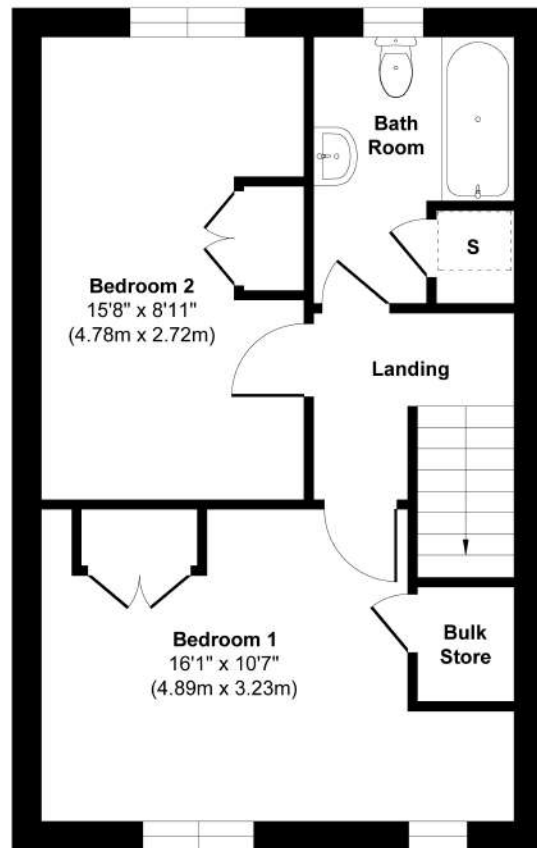 Bath
Room
S
Bedroom 2
15'8" x 8'11"
(4.78m x 2.72m)
Landing
Bedroom 1
16'1" x 10'7"
(4.89m x 3.23m)
Bulk
Store